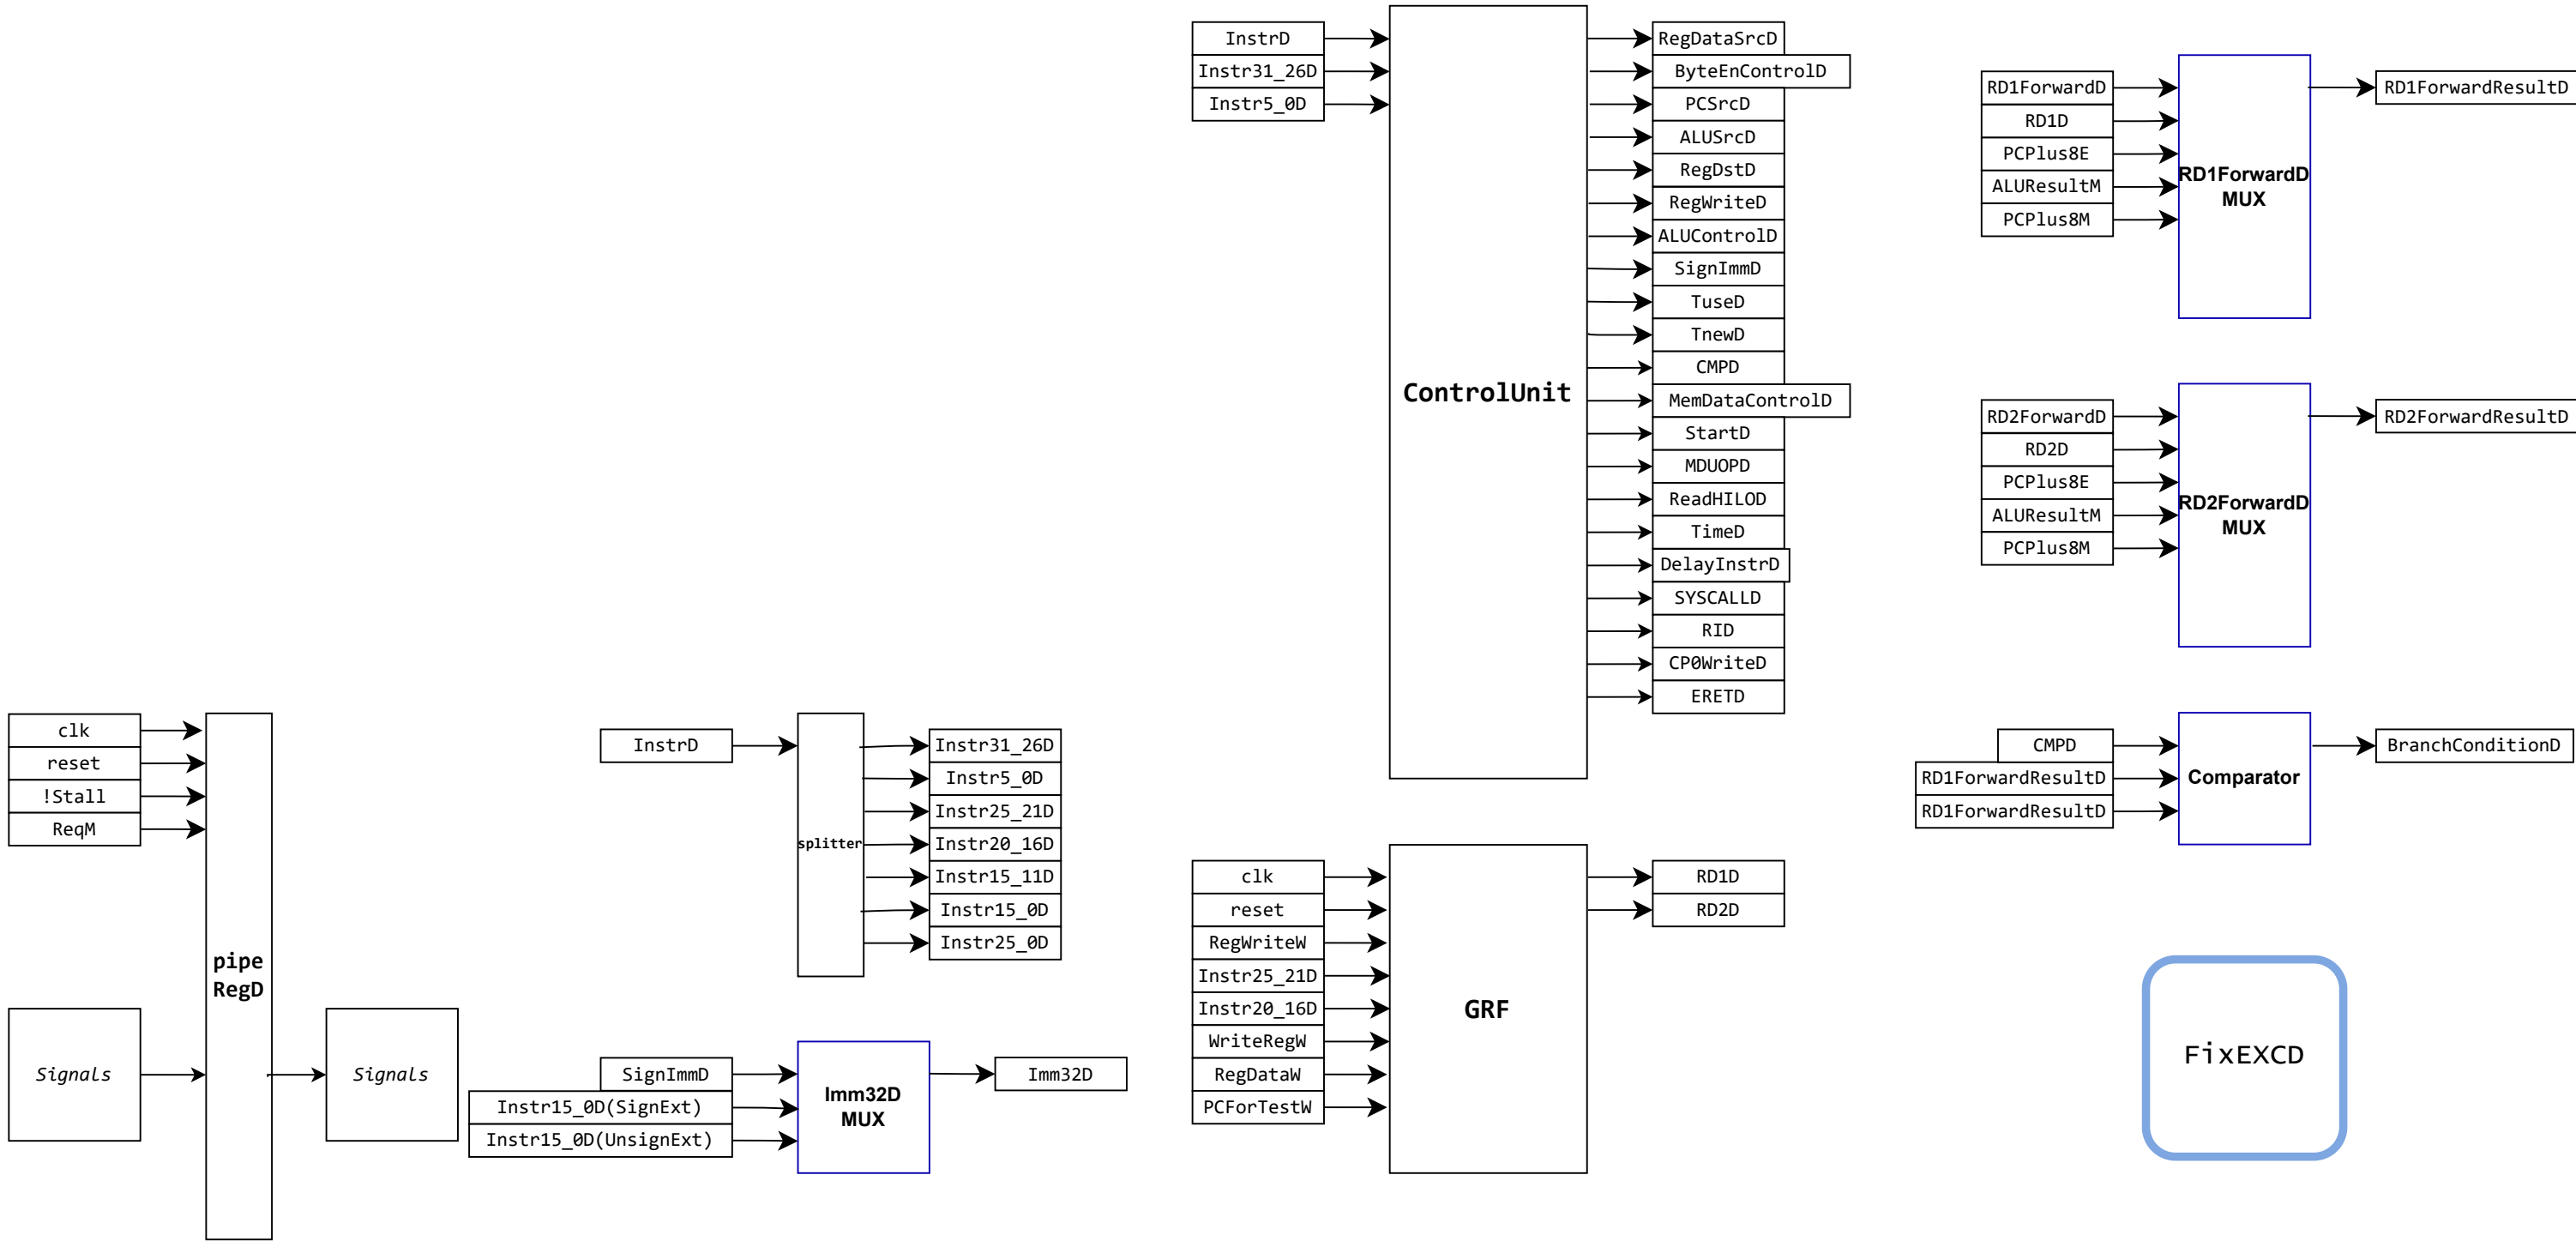 clk
reset
!Stall
ReqM
Signals
pipe
RegD
Signals
InstrD
splitter
Instr31_26D
Instr5_0D
Instr25_21D
Instr20_16D
Instr15_11D
Instr15_0D
Instr25_0D
SignImmD
Instr15_0D(SignExt)
Instr15_0D(UnsignExt)
Imm32D
MUX
Imm32D
InstrD
Instr31_26D
Instr5_0D
ControlUnit
RegDataSrcD
ByteEnControlD
PCSrcD
ALUSrcD
RegDstD
RegWriteD
ALUControlD
SignImmD
TuseD
TnewD
CMPD
MemDataControlD
StartD
MDUOPD
ReadHILOD
TimeD
DelayInstrD
SYSCALLD
RID
CP0WriteD
ERETD
clk
reset
RegWriteW
Instr25_21D
Instr20_16D
WriteRegW
RegDataW
PCForTestW
GRF
RD1D
RD2D
RD1ForwardD
RD1D
PCPlus8E
ALUResultM
PCPlus8M
RD1ForwardD
MUX
RD1ForwardResultD
RD2ForwardD
RD2D
PCPlus8E
ALUResultM
PCPlus8M
RD2ForwardD
MUX
RD2ForwardResultD
CMPD
RD1ForwardResultD
RD1ForwardResultD
Comparator
BranchConditionD
FixEXCD